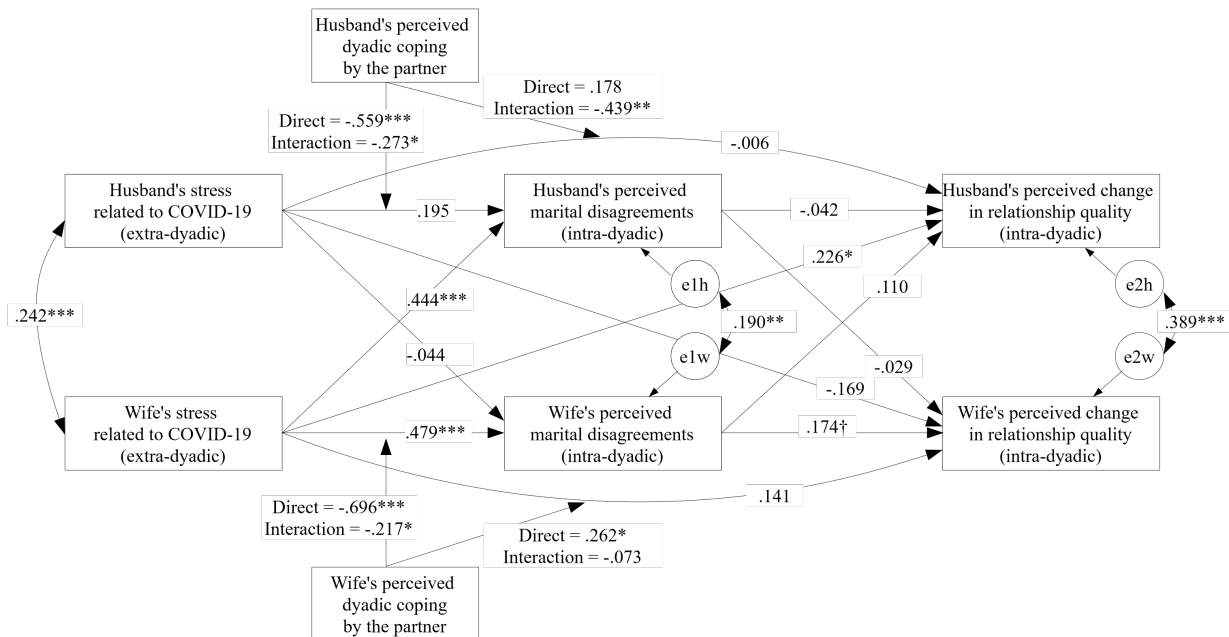 Husband's perceived
dyadic coping
by the partner
Direct = .178
Interaction = -.439**
Direct = -.559***
Interaction = -.273*
-.006
Husband's stress
related to COVID-19
(extra-dyadic)
.195
Husband's perceived
marital disagreements
(intra-dyadic)
-.042
Husband's perceived change
in relationship quality
(intra-dyadic)
.226*
.444***
e1h
.110
e2h
.242***
.190**
.389***
-.044
e1w
-.029
e2w
-.169
Wife's stress
related to COVID-19
(extra-dyadic)
.479***
Wife's perceived
marital disagreements
(intra-dyadic)
.174†
Wife's perceived change
in relationship quality
(intra-dyadic)
.141
Direct = -.696***
Interaction = -.217*
Direct = .262*
Interaction = -.073
Wife's perceived
dyadic coping
by the partner